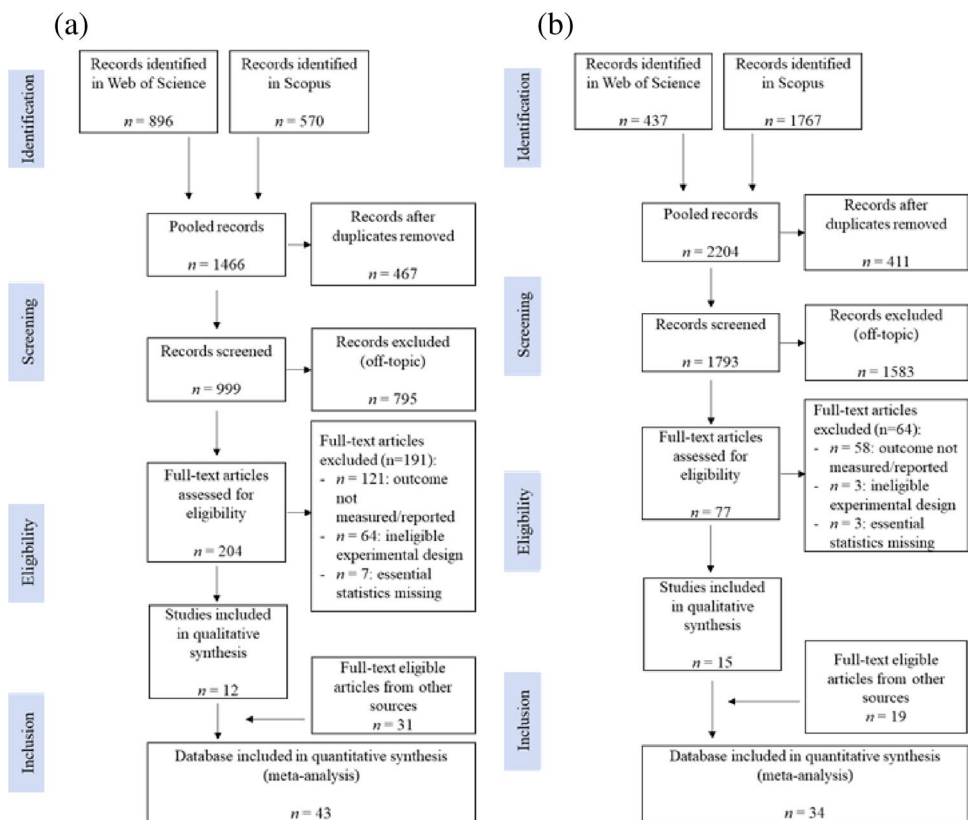 (a)
Identification
Records identified
in Web of Science
n = 896
Records identified
in Scopus
n = 570
Pooled records
n = 1466
Records after
duplicates removed
n = 467
Screening
Records screened
n = 999
Records excluded
(off-topic)
n = 795
Eligibility
Full-text articles
assessed for
eligibility
n = 204
Full-text articles
excluded (n=191):
- n = 121: outcome
not
measured/reported
- n = 64: ineligible
experimental design
- n = 7: essential
statistics missing
Studies included
in qualitative
synthesis
n = 12
Inclusion
Full-text eligible
articles from other
sources
n = 31
Database included in quantitative synthesis
(meta-analysis)
n = 43
(b)
Identification
Records identified
in Web of Science
n = 437
Records identified
in Scopus
n = 1767
Pooled records
n = 2204
Records after
duplicates removed
n = 411
Screening
Records screened
n = 1793
Records excluded
(off-topic)
n = 1583
Eligibility
Full-text articles
assessed for
eligibility
n = 77
Full-text articles
excluded (n=64):
- n = 58: outcome not
measured/reported
- n = 3: ineligible
experimental design
- n = 3: essential
statistics missing
Studies included
in qualitative
synthesis
n = 15
Inclusion
Full-text eligible
articles from other
sources
n = 19
Database included in quantitative synthesis
(meta-analysis)
n = 34